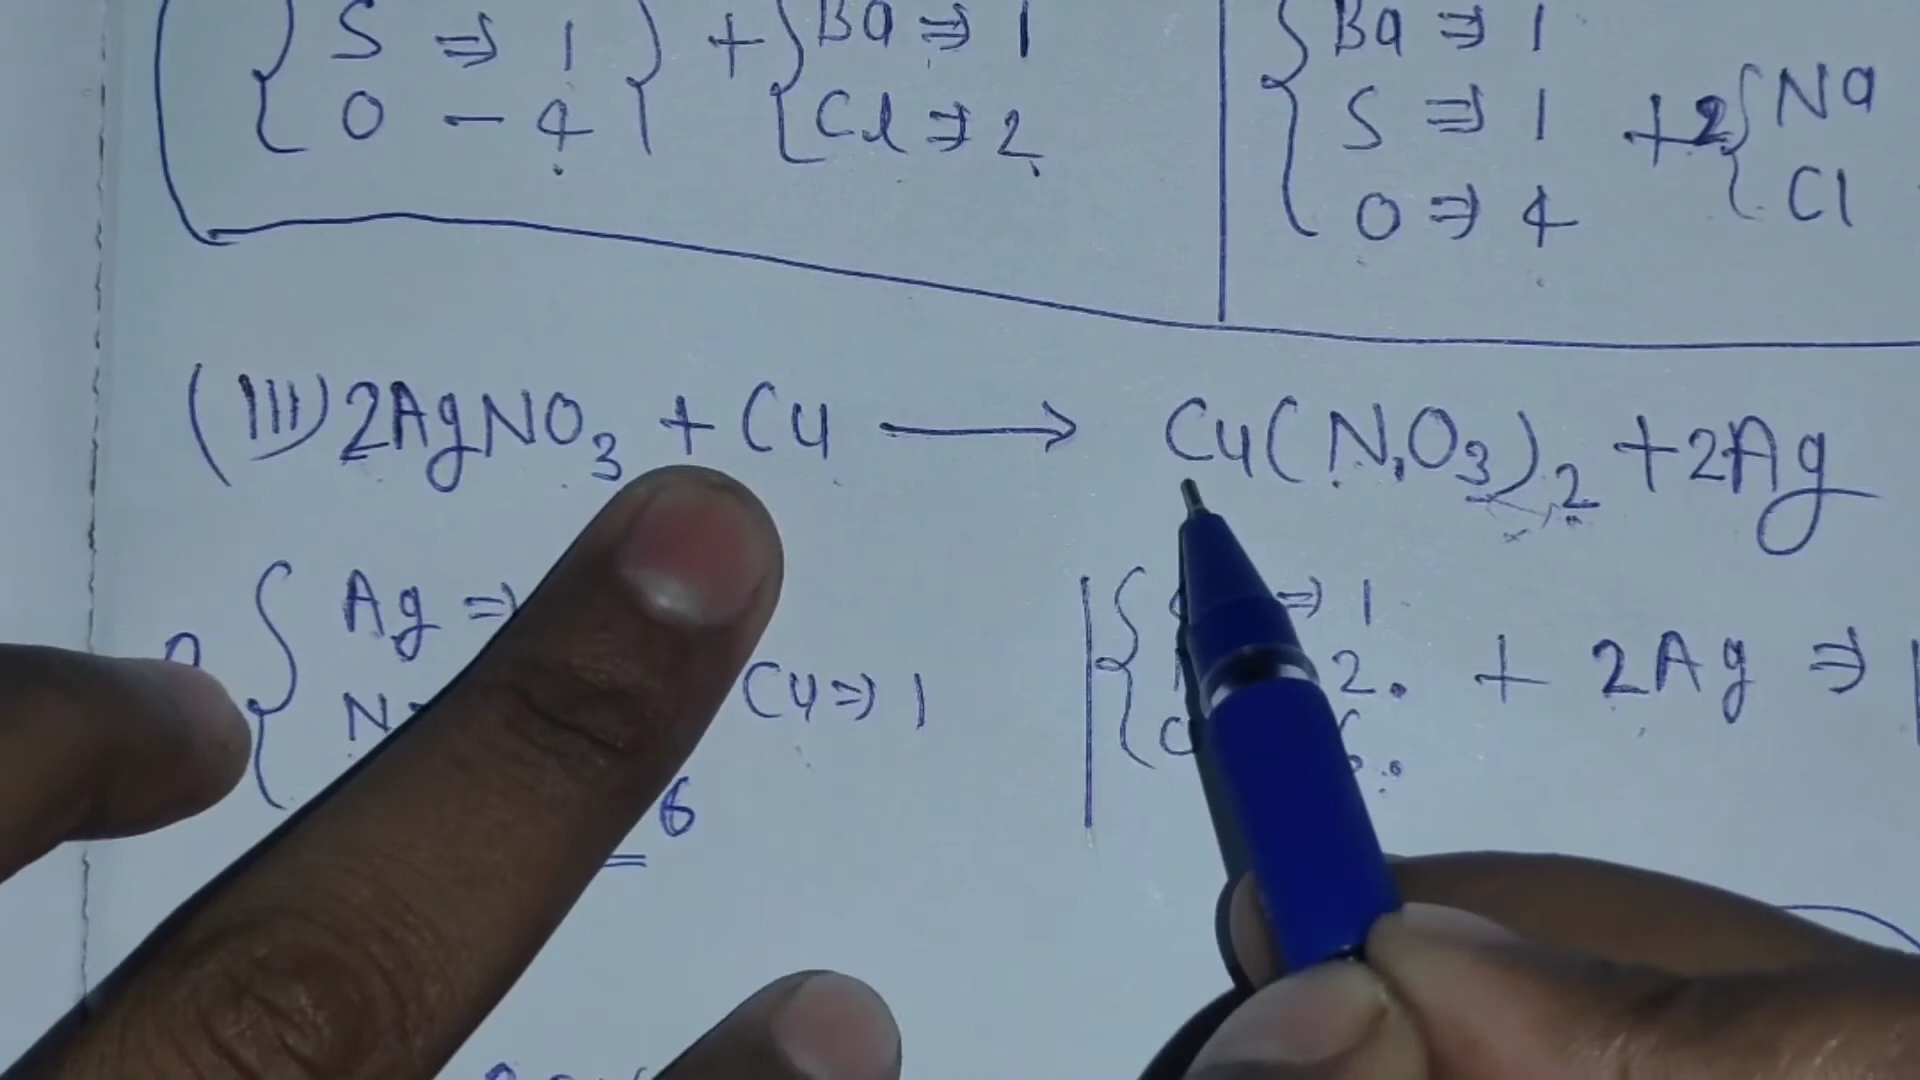 S ⇒ 1 + Ba ⇒ 1
O - 4 Cl ⇒ 2
Ba ⇒ 1
S ⇒ 1 + 2 Na
O ⇒ 4 Cl
(III) 2AgNO₃ + Cu ⟶ Cu(NO₃)₂ + 2Ag
Ag ⇒
N Cu ⇒ 1
6
⇒ 1
2 + 2Ag ⇒